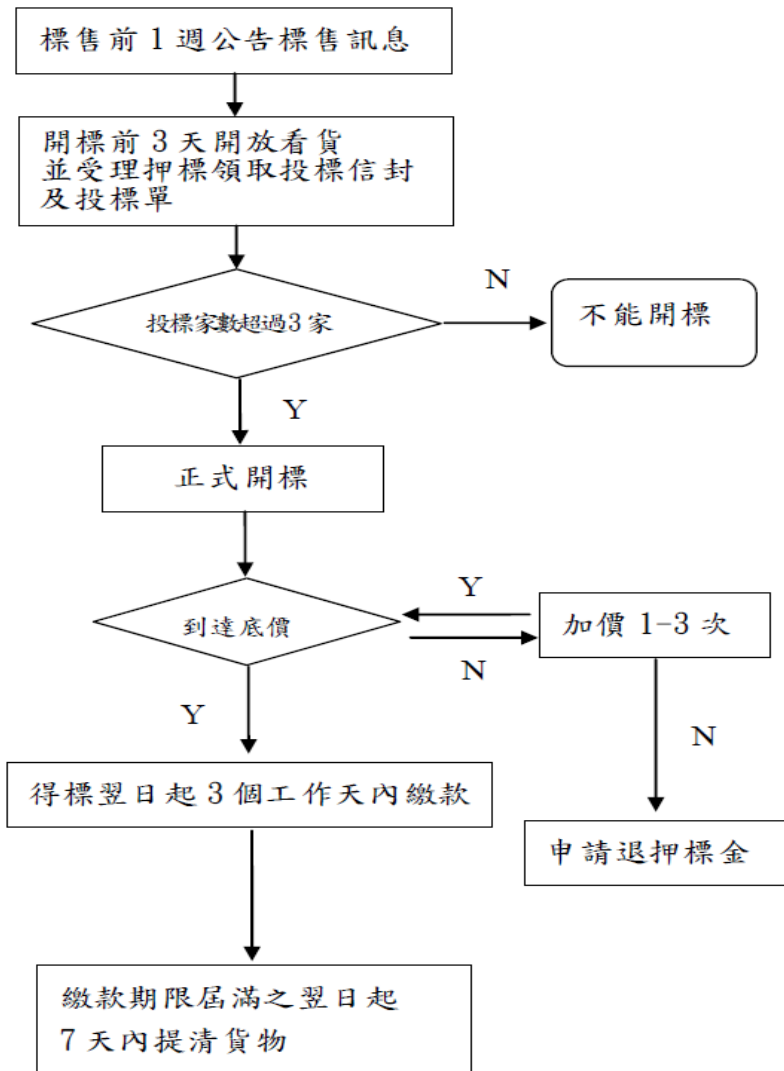 標售前1週公告標售訊息
開標前3天開放看貨
並受理押標領取投標信封
及投標單
投標家數超過3家
N
不能開標
Y
正式開標
到達底價
Y
N
加價1-3次
Y
N
得標翌日起3個工作天內繳款
申請退押標金
繳款期限屆滿之翌日起
7天內提清貨物